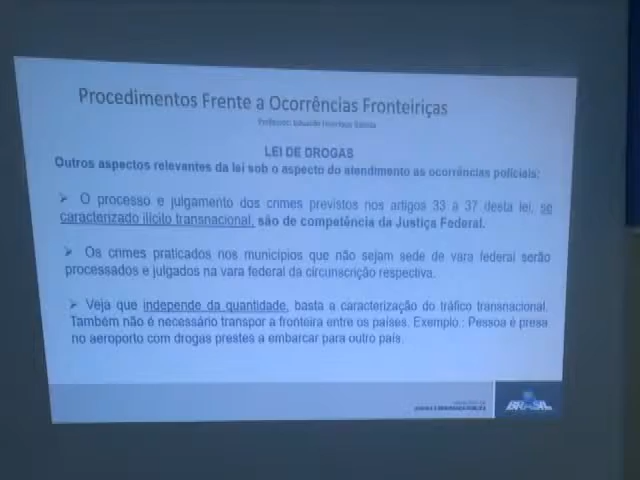 Procedimentos Frente a Ocorrências Fronteiriças
Professor: Eduardo Henrique
LEI DE DROGAS
Outros aspectos relevantes da lei sob o aspecto do atendimento as ocorrências policiais:
➢ O processo e julgamento dos crimes previstos nos artigos 33 a 37 desta lei, se
caracterizado ilícito transnacional, são de competência da Justiça Federal.
➢ Os crimes praticados nos municípios que não sejam sede de vara federal serão
processados e julgados na vara federal da circunscrição respectiva.
➢ Veja que independe da quantidade, basta a caracterização do tráfico transnacional.
Também não é necessário transpor a fronteira entre os países. Exemplo.: Pessoa é presa
no aeroporto com drogas prestes a embarcar para outro país.
BRASIL